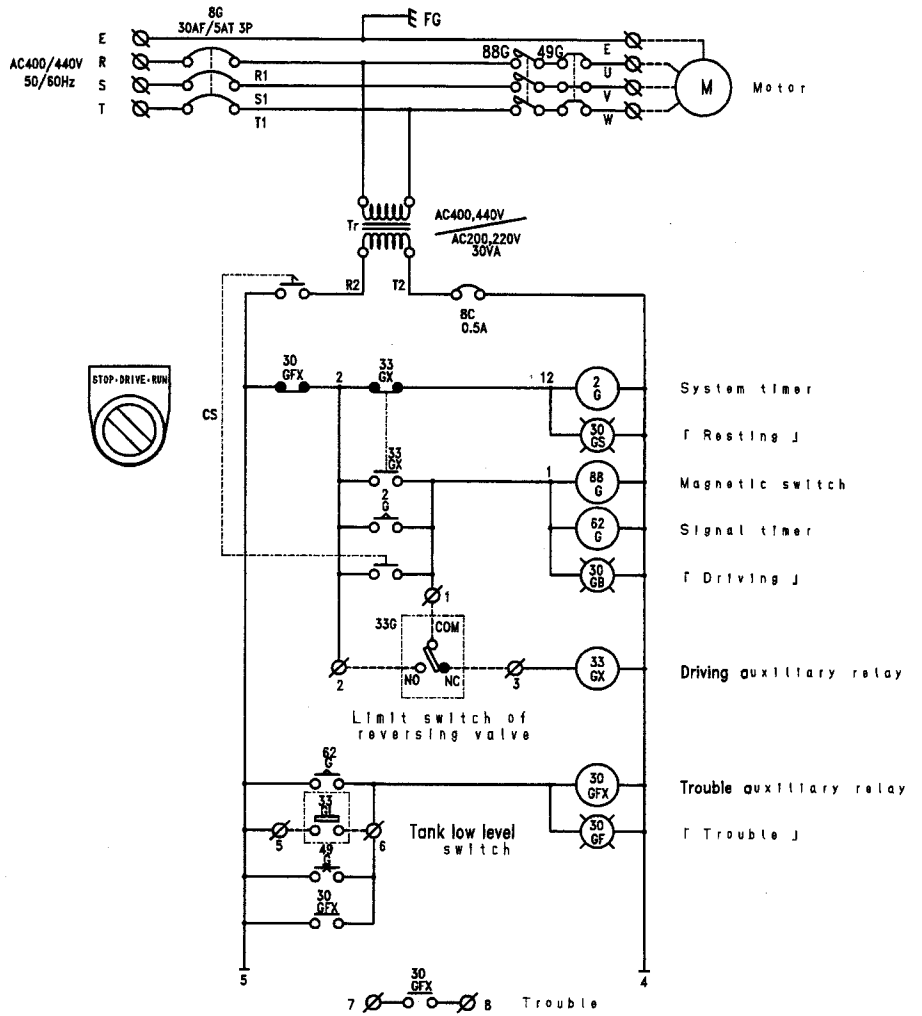 8G
30AF/5AT 3P
FG
E
R
S
T
AC400/440V
50/60Hz
R1
S1
T1
88G
49G
E
U
V
W
M
Motor
Tr
AC400,440V
AC200,220V
30VA
R2
T2
8C
0.5A
STOP·DRIVE·RUN
CS
30
GFX
2
33
GX
12
2
G
System timer
30
GS
「 Resting 」
33
GX
1
88
G
Magnetic switch
2
G
62
G
Signal timer
30
GB
「 Driving 」
1
33G
COM
2
NO
NC
3
33
GX
Driving auxiliary relay
Limit switch of
reversing valve
62
G
30
GFX
Trouble auxiliary relay
33
GL
5
6
Tank low level
switch
30
GF
「 Trouble 」
49
G
30
GFX
5
4
30
GFX
7
8
Trouble